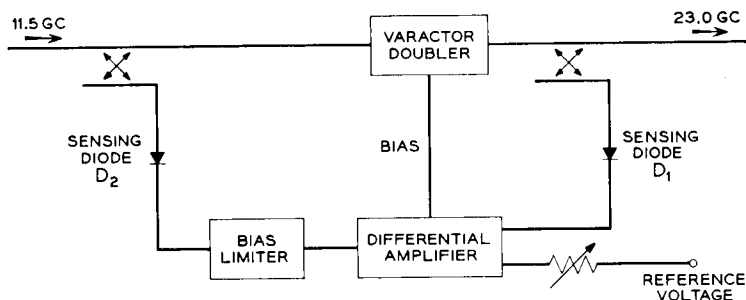 11.5 GC
VARACTOR
DOUBLER
23.0 GC
SENSING
DIODE
D2
BIAS
SENSING
DIODE
D1
BIAS
LIMITER
DIFFERENTIAL
AMPLIFIER
REFERENCE
VOLTAGE